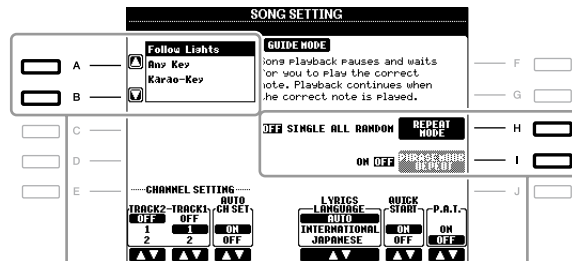 SONG SETTING
Follow Lights
Any Key
Karao-Key
GUIDE MODE
Song Playback pauses and waits
for you to play the correct
note. Playback continues when
the correct note is played.
A
B
C
D
E
F
G
H
I
J
OFF SINGLE ALL RANDOM REPEAT MODE
ON OFF PHRASE MARK REPEAT
CHANNEL SETTING
TRACK2 TRACK1 AUTO CH SET
OFF OFF
1 1 ON
2 2 OFF
LYRICS LANGUAGE QUICK START P.A.T.
AUTO
INTERNATIONAL ON ON
JAPANESE OFF OFF